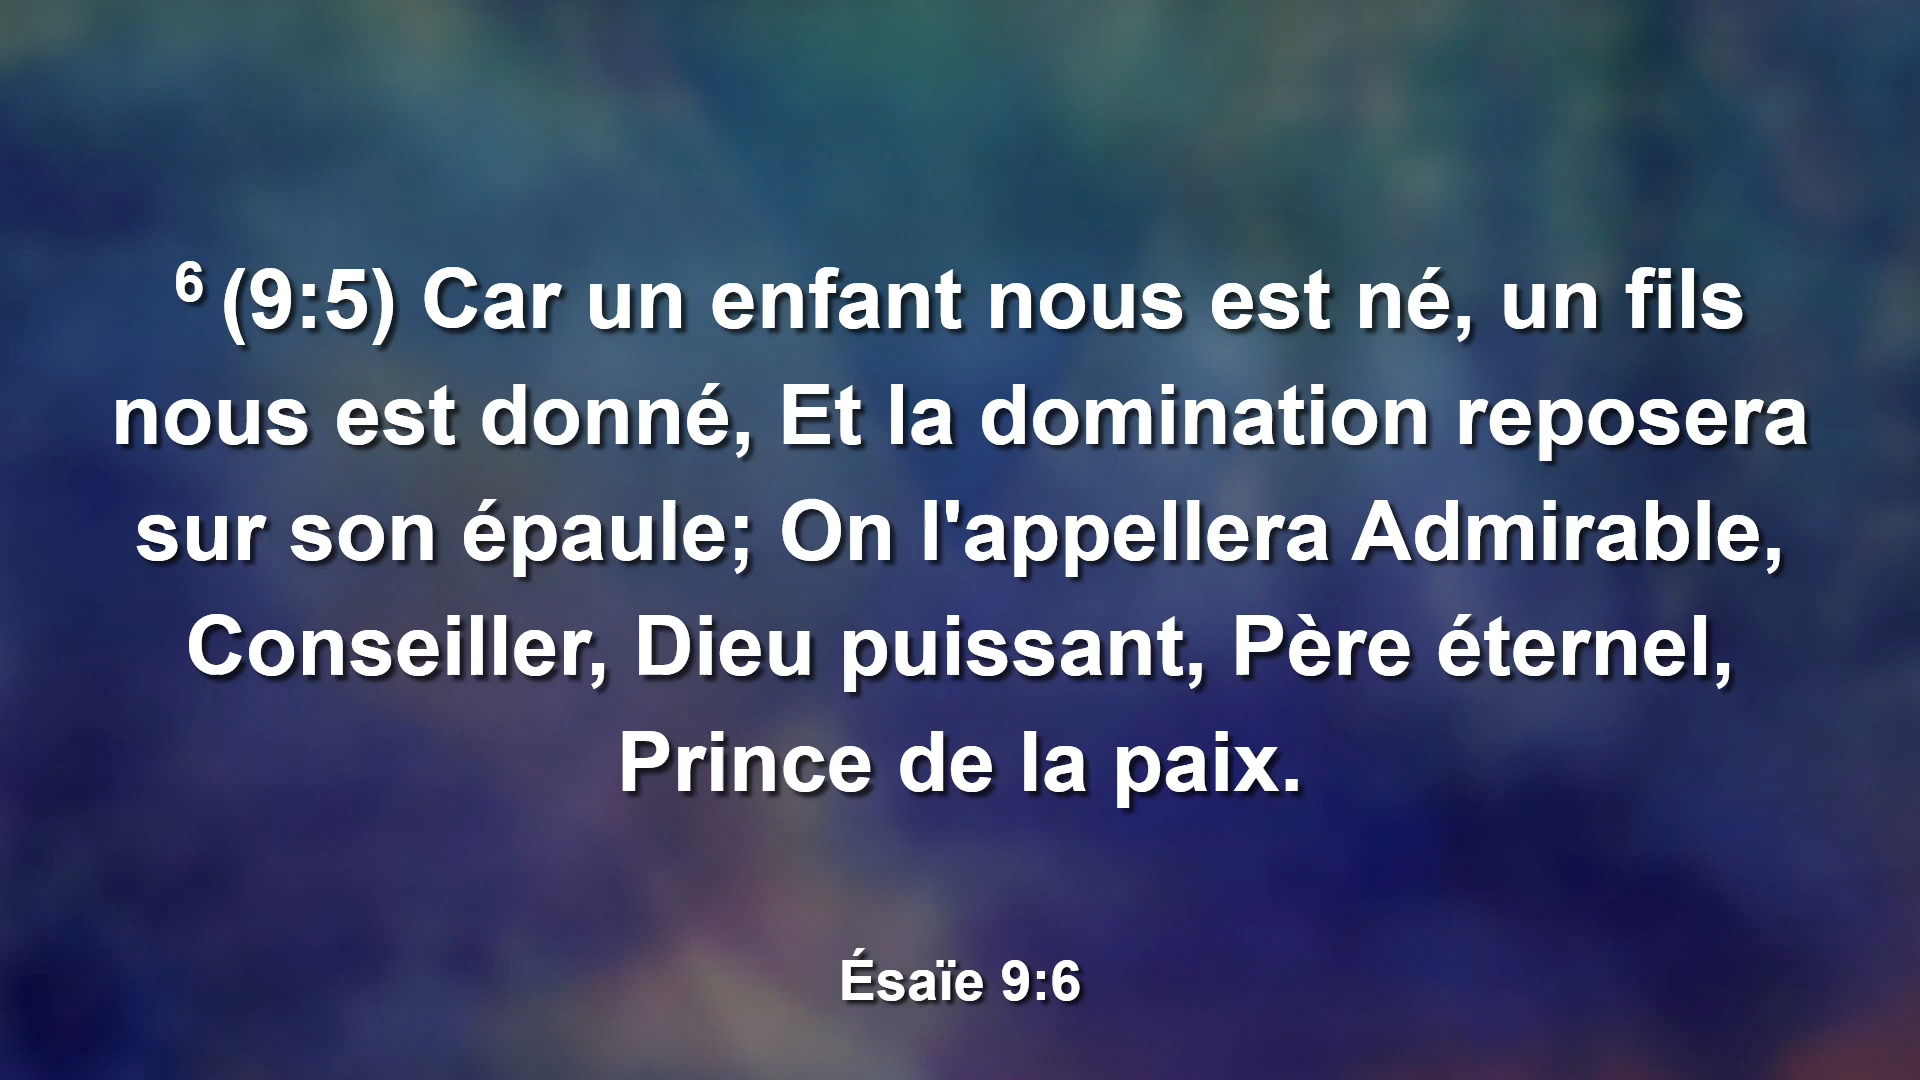 6 (9:5) Car un enfant nous est né, un fils
nous est donné, Et la domination reposera
sur son épaule; On l'appellera Admirable,
Conseiller, Dieu puissant, Père éternel,
Prince de la paix.
Ésaïe 9:6